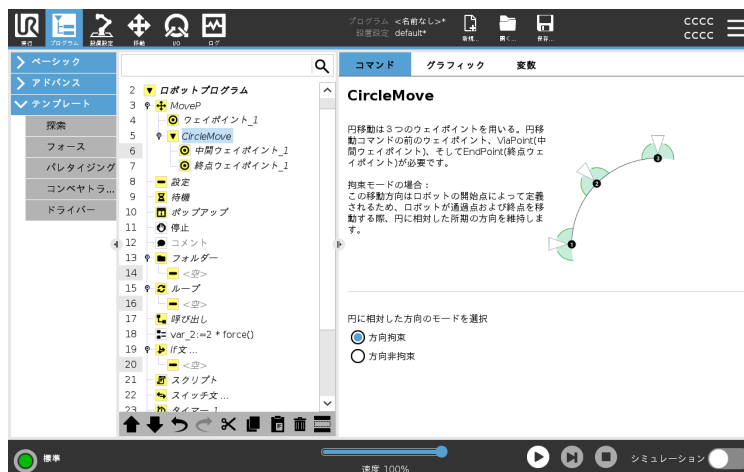 プログラム <名前なし>*
設置設定 default*
CCCC
CCCC
実行
プログラム
設置設定
移動
I/O
ログ
新規...
開く...
保存...
ベーシック
アドバンス
テンプレート
探索
フォース
パレタイジング
コンベヤトラ...
ドライバー
2 ロボットプログラム
3 MoveP
4 ウェイポイント_1
5 CircleMove
6 中間ウェイポイント_1
7 終点ウェイポイント_1
8 設定
9 待機
10 ポップアップ
11 停止
12 コメント
13 フォルダー
14 <空>
15 ループ
16 <空>
17 呼び出し
18 var_2:=2 * force()
19 If文 ...
20 <空>
21 スクリプト
22 スイッチ文 ...
23 タイマー_1
コマンド グラフィック 変数
CircleMove
円移動は３つのウェイポイントを用いる。円移
動コマンドの前のウェイポイント、ViaPoint(中
間ウェイポイント)、そしてEndPoint(終点ウェ
イポイント)が必要です。
拘束モードの場合：
この移動方向はロボットの開始点によって定義
されるため、ロボットが通過点および終点を移
動する際、円に相対した所期の方向を維持しま
す。
1
2
3
円に相対した方向のモードを選択
方向拘束
方向非拘束
標準
速度 100%
シミュレーション